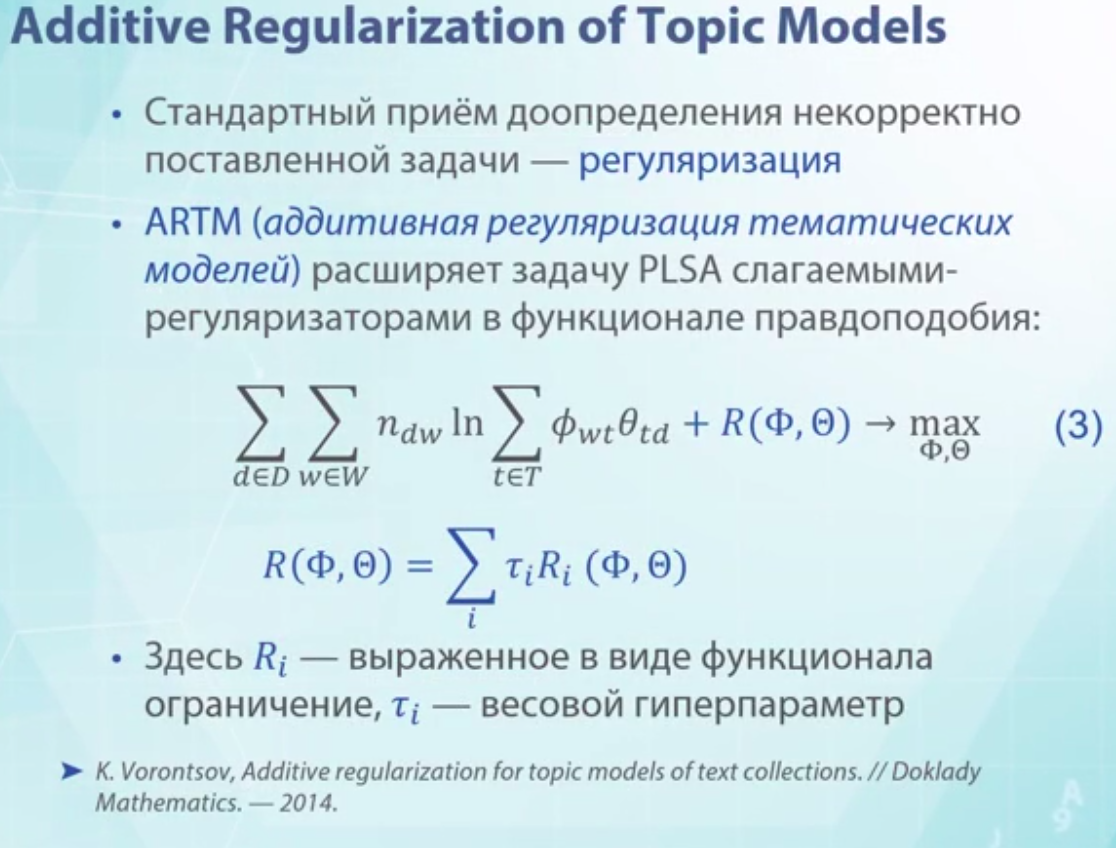 Additive Regularization of Topic Models
• Стандартный приём доопределения некорректно
поставленной задачи — регуляризация
• ARTM (аддитивная регуляризация тематических
моделей) расширяет задачу PLSA слагаемыми-
регуляризаторами в функционале правдоподобия:
∑_{d∈D} ∑_{w∈W} n_{dw} ln ∑_{t∈T} ϕ_{wt}θ_{td} + R(Φ, Θ) → max_{Φ,Θ} (3)
R(Φ, Θ) = ∑_i τ_i R_i (Φ, Θ)
• Здесь R_i — выраженное в виде функционала
ограничение, τ_i — весовой гиперпараметр
➤ K. Vorontsov, Additive regularization for topic models of text collections. // Doklady
Mathematics. — 2014.
A
9